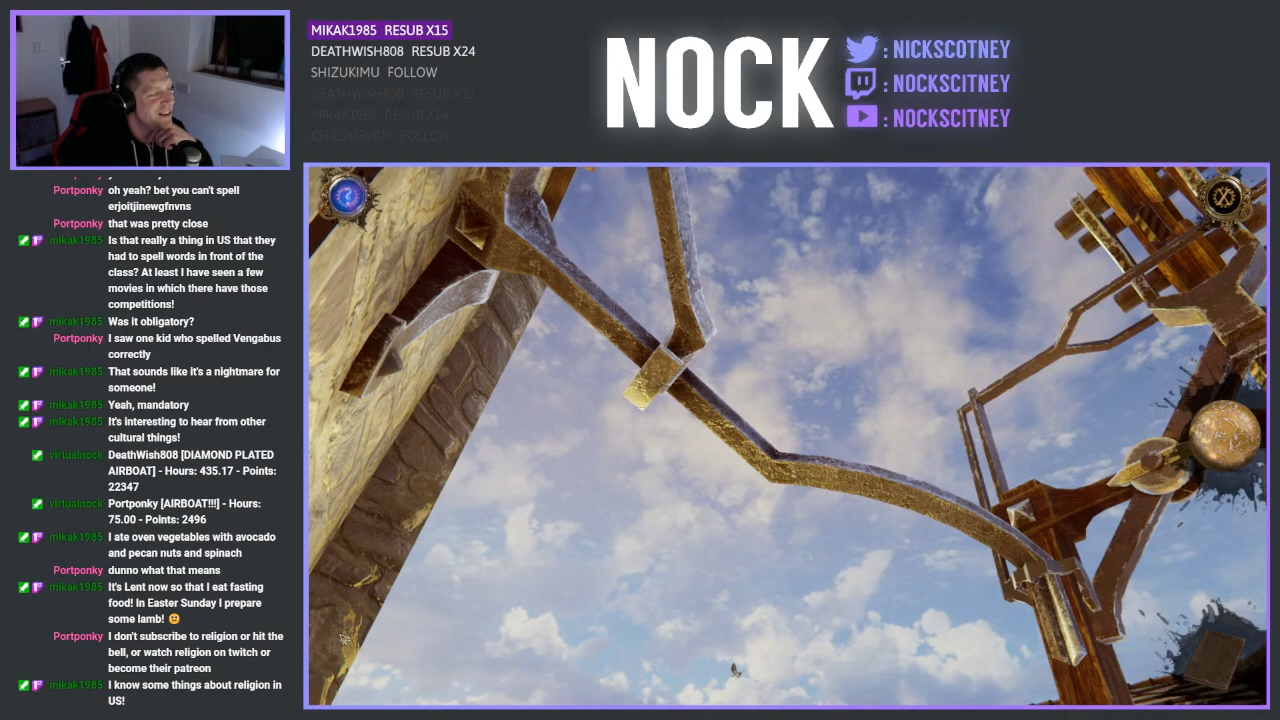 MIKAK1985 RESUB X15
DEATHWISH808 RESUB X24
SHIZUKIMU FOLLOW
DEATHWISH808 RESUB X23
MIKAK1985 RESUB X14
CHILLIUSVGM FOLLOW
NOCK
: NICKSCOTNEY
: NOCKSCITNEY
: NOCKSCITNEY
Portponky oh yeah? bet you can't spell
erjoitjinewgfnvns
Portponky that was pretty close
mikak1985 Is that really a thing in US that they
had to spell words in front of the
class? At least I have seen a few
movies in which there have those
competitions!
mikak1985 Was it obligatory?
Portponky I saw one kid who spelled Vengabus
correctly
mikak1985 That sounds like it's a nightmare for
someone!
mikak1985 Yeah, mandatory
mikak1985 It's interesting to hear from other
cultural things!
virtualnock DeathWish808 [DIAMOND PLATED
AIRBOAT] - Hours: 435.17 - Points:
22347
virtualnock Portponky [AIRBOAT!!!] - Hours:
75.00 - Points: 2496
mikak1985 I ate oven vegetables with avocado
and pecan nuts and spinach
Portponky dunno what that means
mikak1985 It's Lent now so that I eat fasting
food! In Easter Sunday I prepare
some lamb! 🙂
Portponky I don't subscribe to religion or hit the
bell, or watch religion on twitch or
become their patreon
mikak1985 I know some things about religion in
US!